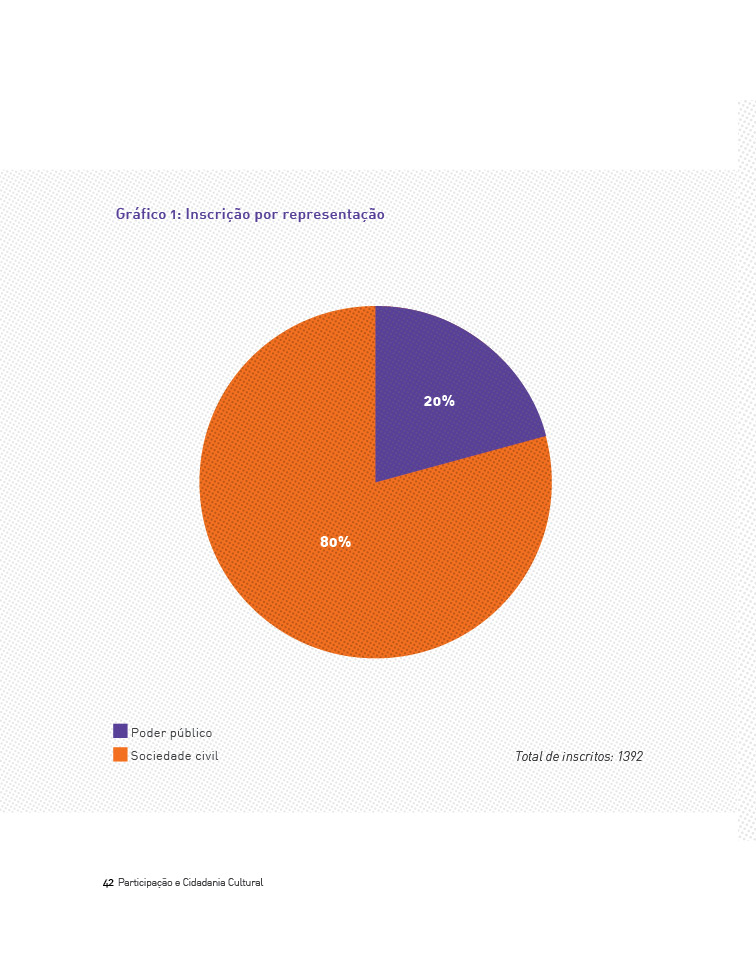 Gráfico 1: Inscrição por representação
20%
80%
Poder público
Sociedade civil
Total de inscritos: 1392
42 Participação e Cidadania Cultural